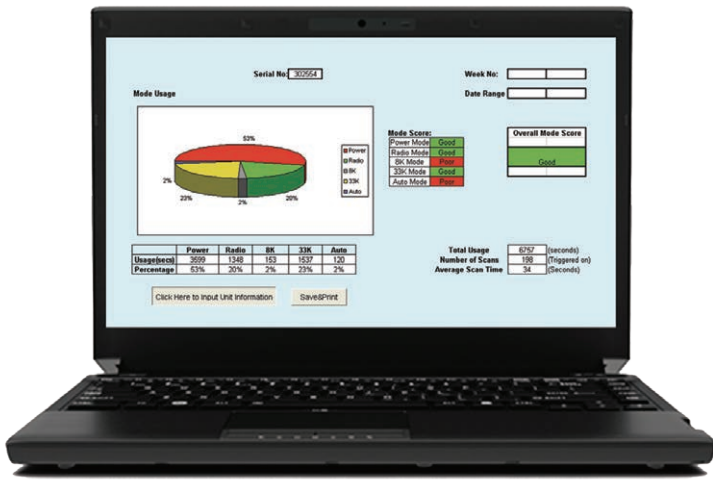 Serial No: 302554
Week No:
Mode Usage
Date Range
53%
2%
23%
2%
20%
Power
Radio
8K
33K
Auto
Mode Score:
Power Mode Good
Radio Mode Good
8K Mode Poor
33K Mode Good
Auto Mode Poor
Overall Mode Score
Good
Power Radio 8K 33K Auto
Usage(secs) 3599 1348 153 1537 120
Percentage 53% 20% 2% 23% 2%
Total Usage 6757 (seconds)
Number of Scans 198 (Triggered on)
Average Scan Time 34 (Seconds)
Click Here to Input Unit Information
Save&Print